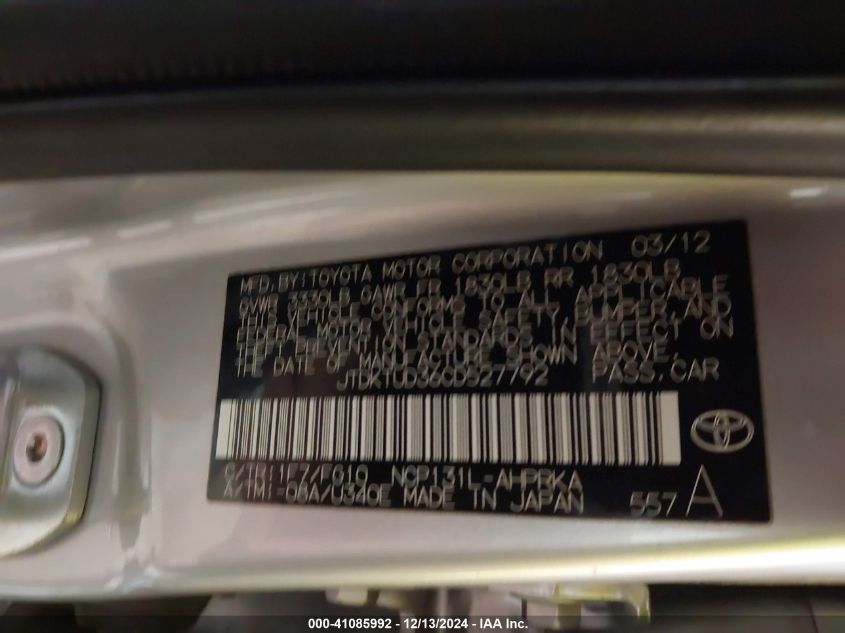 MFD.BY:TOYOTA MOTOR CORPORATION 03/12
GVWR 3330LB GAWR FR 1830LB RR 1830LB
THIS VEHICLE CONFORMS TO ALL APPLICABLE
FEDERAL MOTOR VEHICLE SAFETY, BUMPER, AND
THEFT PREVENTION STANDARDS IN EFFECT ON
THE DATE OF MANUFACTURE SHOWN ABOVE.
JTDKTUD36CD527792 PASS.CAR
C/TR:1F7/FG10 NCP131L-AHPRKA
A/TM:-08A/U340E MADE IN JAPAN 557 A
000-41085992 - 12/13/2024 - IAA Inc.